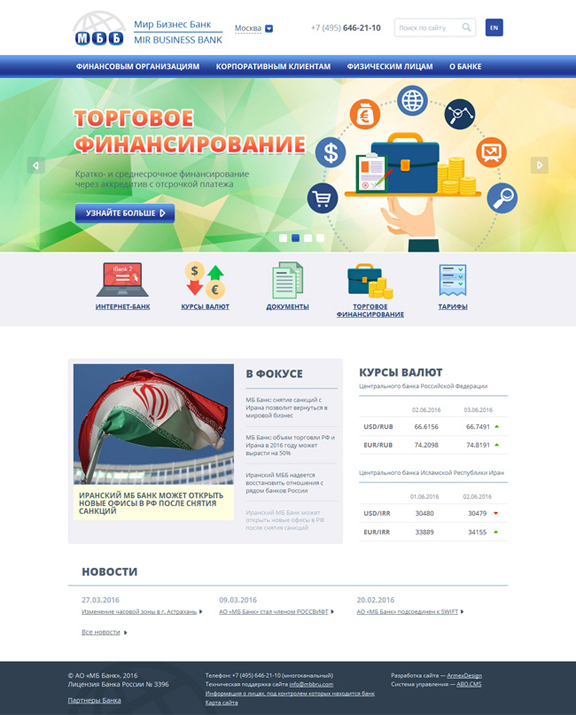 МББ
Мир Бизнес Банк
MIR BUSINESS BANK
Москва
+7 (495) 646-21-10
Поиск по сайту
EN
ФИНАНСОВЫМ ОРГАНИЗАЦИЯМ КОРПОРАТИВНЫМ КЛИЕНТАМ ФИЗИЧЕСКИМ ЛИЦАМ О БАНКЕ
ТОРГОВОЕ
ФИНАНСИРОВАНИЕ
Кратко- и среднесрочное финансирование
через аккредитив с отсрочкой платежа
УЗНАЙТЕ БОЛЬШЕ
iBank 2
ИНТЕРНЕТ-БАНК
КУРСЫ ВАЛЮТ
ДОКУМЕНТЫ
ТОРГОВОЕ
ФИНАНСИРОВАНИЕ
ТАРИФЫ
ИРАНСКИЙ МБ БАНК МОЖЕТ ОТКРЫТЬ
НОВЫЕ ОФИСЫ В РФ ПОСЛЕ СНЯТИЯ
САНКЦИЙ
В ФОКУСЕ
МБ Банк: снятие санкций с
Ирана позволит вернуться в
мировой бизнес
МБ Банк: объем торговли РФ и
Ирана в 2016 году может
вырасти на 50%
Иранский МББ надеется
восстановить отношения с
рядом банков России
Иранский МБ Банк может
открыть новые офисы в РФ
после снятия санкций
КУРСЫ ВАЛЮТ
Центрального банка Российской Федерации
02.06.2016 03.06.2016
USD/RUB 66.6156 66.7491
EUR/RUB 74.2098 74.8191
Центрального банка Исламской Республики Иран
01.06.2016 02.06.2016
USD/IRR 30480 30479
EUR/IRR 33889 34155
НОВОСТИ
27.03.2016
Изменение часовой зоны в г. Астрахань
09.03.2016
АО «МБ Банк» стал членом РОССВИФТ
20.02.2016
АО «МБ Банк» подсоединен к SWIFT
Все новости
© АО «МБ Банк», 2016
Лицензия Банка России № 3396
Партнеры Банка
Телефон: +7 (495) 646-21-10 (многоканальный)
Техническая поддержка сайта info@mbbru.com
Информация о лицах, под контролем которых находится банк
Карта сайта
Разработка сайта — ArmexDesign
Система управления — ABO.CMS